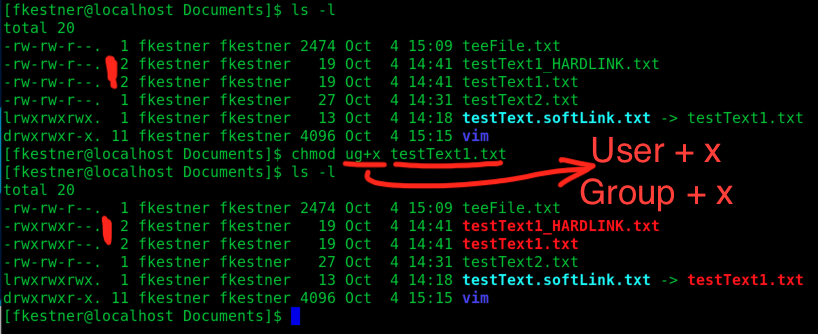 [fkestner@localhost Documents]$ ls -l
total 20
-rw-rw-r--. 1 fkestner fkestner 2474 Oct 4 15:09 teeFile.txt
-rw-rw-r--. 2 fkestner fkestner 19 Oct 4 14:41 testText1_HARDLINK.txt
-rw-rw-r--. 2 fkestner fkestner 19 Oct 4 14:41 testText1.txt
-rw-rw-r--. 1 fkestner fkestner 27 Oct 4 14:31 testText2.txt
lrwxrwxrwx. 1 fkestner fkestner 13 Oct 4 14:18 testText.softLink.txt -> testText1.txt
drwxrwxr-x. 11 fkestner fkestner 4096 Oct 4 15:15 vim
[fkestner@localhost Documents]$ chmod ug+x testText1.txt
User + x
[fkestner@localhost Documents]$ ls -l
total 20
Group + x
-rw-rw-r--. 1 fkestner fkestner 2474 Oct 4 15:09 teeFile.txt
-rwxrwxr--. 2 fkestner fkestner 19 Oct 4 14:41 testText1_HARDLINK.txt
-rwxrwxr--. 2 fkestner fkestner 19 Oct 4 14:41 testText1.txt
-rw-rw-r--. 1 fkestner fkestner 27 Oct 4 14:31 testText2.txt
lrwxrwxrwx. 1 fkestner fkestner 13 Oct 4 14:18 testText.softLink.txt -> testText1.txt
drwxrwxr-x. 11 fkestner fkestner 4096 Oct 4 15:15 vim
[fkestner@localhost Documents]$